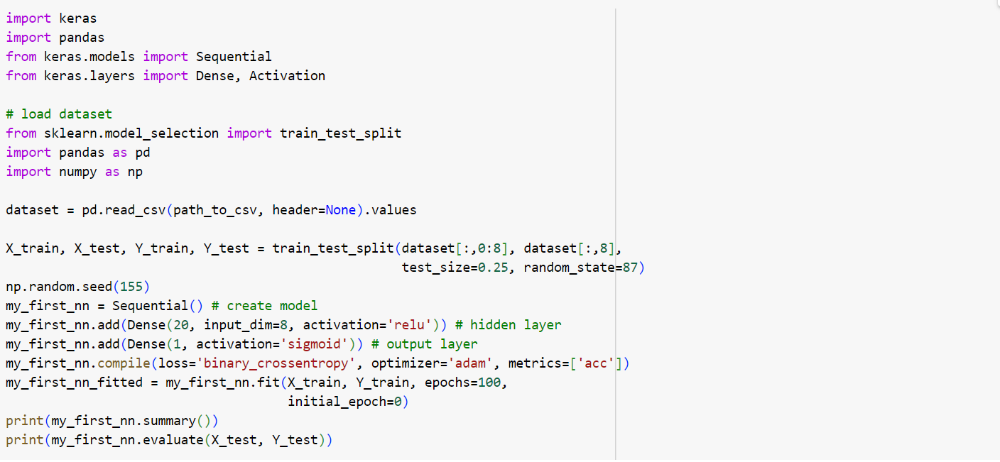 import keras
import pandas
from keras.models import Sequential
from keras.layers import Dense, Activation

# load dataset
from sklearn.model_selection import train_test_split
import pandas as pd
import numpy as np

dataset = pd.read_csv(path_to_csv, header=None).values

X_train, X_test, Y_train, Y_test = train_test_split(dataset[:,0:8], dataset[:,8],
                                                    test_size=0.25, random_state=87)
np.random.seed(155)
my_first_nn = Sequential() # create model
my_first_nn.add(Dense(20, input_dim=8, activation='relu')) # hidden layer
my_first_nn.add(Dense(1, activation='sigmoid')) # output layer
my_first_nn.compile(loss='binary_crossentropy', optimizer='adam', metrics=['acc'])
my_first_nn_fitted = my_first_nn.fit(X_train, Y_train, epochs=100,
                                     initial_epoch=0)
print(my_first_nn.summary())
print(my_first_nn.evaluate(X_test, Y_test))